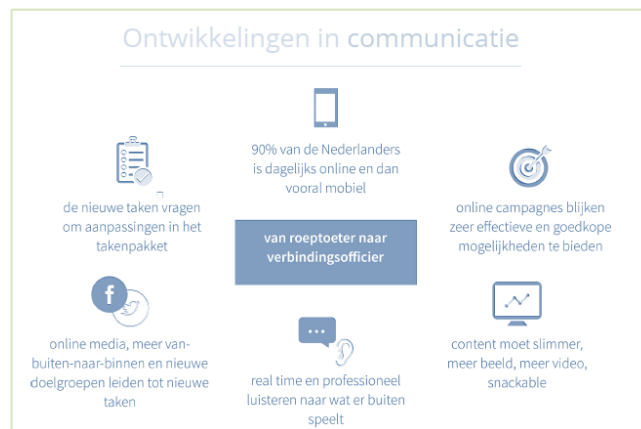 Ontwikkelingen in communicatie
90% van de Nederlanders
is dagelijks online en dan
vooral mobiel
de nieuwe taken vragen
om aanpassingen in het
takenpakket
online campagnes blijken
zeer effectieve en goedkope
mogelijkheden te bieden
van roeptoeter naar
verbindingsofficier
online media, meer van-
buiten-naar-binnen en nieuwe
doelgroepen leiden tot nieuwe
taken
real time en professioneel
luisteren naar wat er buiten
speelt
content moet slimmer,
meer beeld, meer video,
snackable